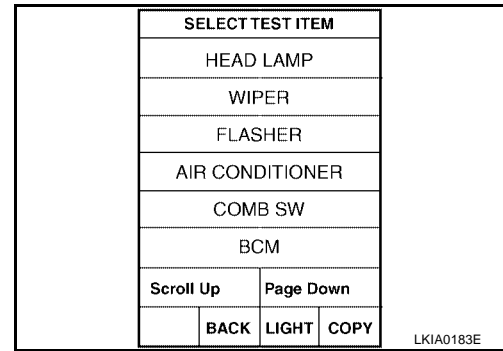 SELECT TEST ITEM
HEAD LAMP
WIPER
FLASHER
AIR CONDITIONER
COMB SW
BCM
Scroll Up Page Down
BACK LIGHT COPY
LKIA0183E